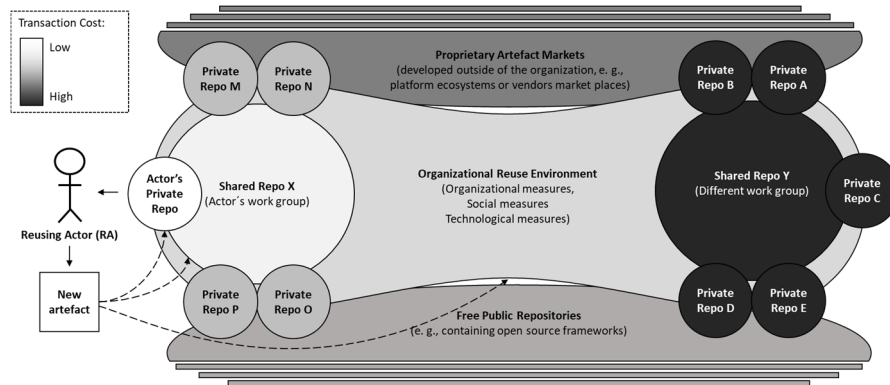 Transaction Cost:
Low
High
Proprietary Artefact Markets
(developed outside of the organization, e. g.,
platform ecosystems or vendors market places)
Private
Repo M
Private
Repo N
Private
Repo B
Private
Repo A
Actor's
Private
Repo
Shared Repo X
(Actor´s work group)
Organizational Reuse Environment
(Organizational measures,
Social measures
Technological measures)
Shared Repo Y
(Different work group)
Private
Repo C
Reusing Actor (RA)
New
artefact
Private
Repo P
Private
Repo O
Private
Repo D
Private
Repo E
Free Public Repositories
(e. g., containing open source frameworks)